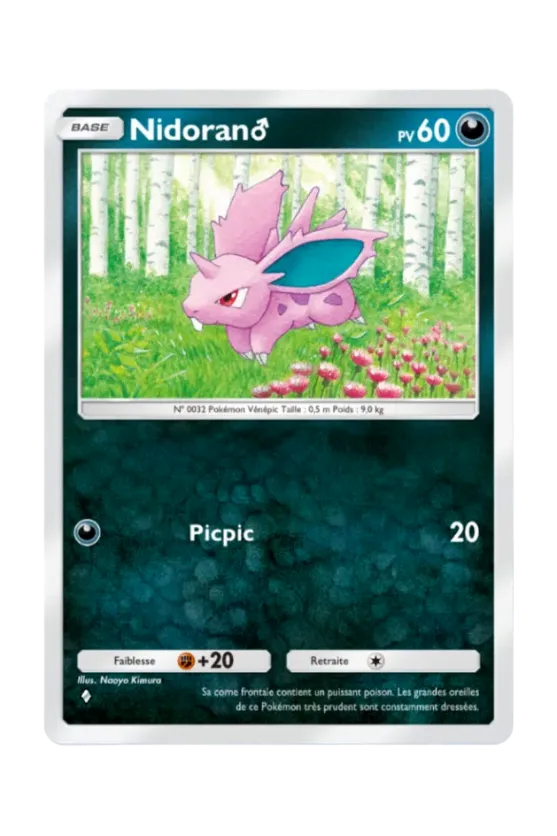 BASE Nidoran♂ PV 60
N° 0032 Pokémon Vénépic Taille : 0,5 m Poids : 9,0 kg
Picpic 20
Faiblesse +20 Retraite
Illus. Naoyo Kimura
Sa corne frontale contient un puissant poison. Les grandes oreilles
de ce Pokémon très prudent sont constamment dressées.